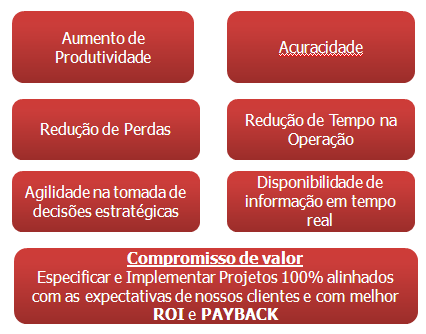 Aumento de
Produtividade
Acuracidade
Redução de Perdas
Redução de Tempo na
Operação
Agilidade na tomada de
decisões estratégicas
Disponibilidade de
informação em tempo
real
Compromisso de valor
Especificar e Implementar Projetos 100% alinhados
com as expectativas de nossos clientes e com melhor
ROI e PAYBACK